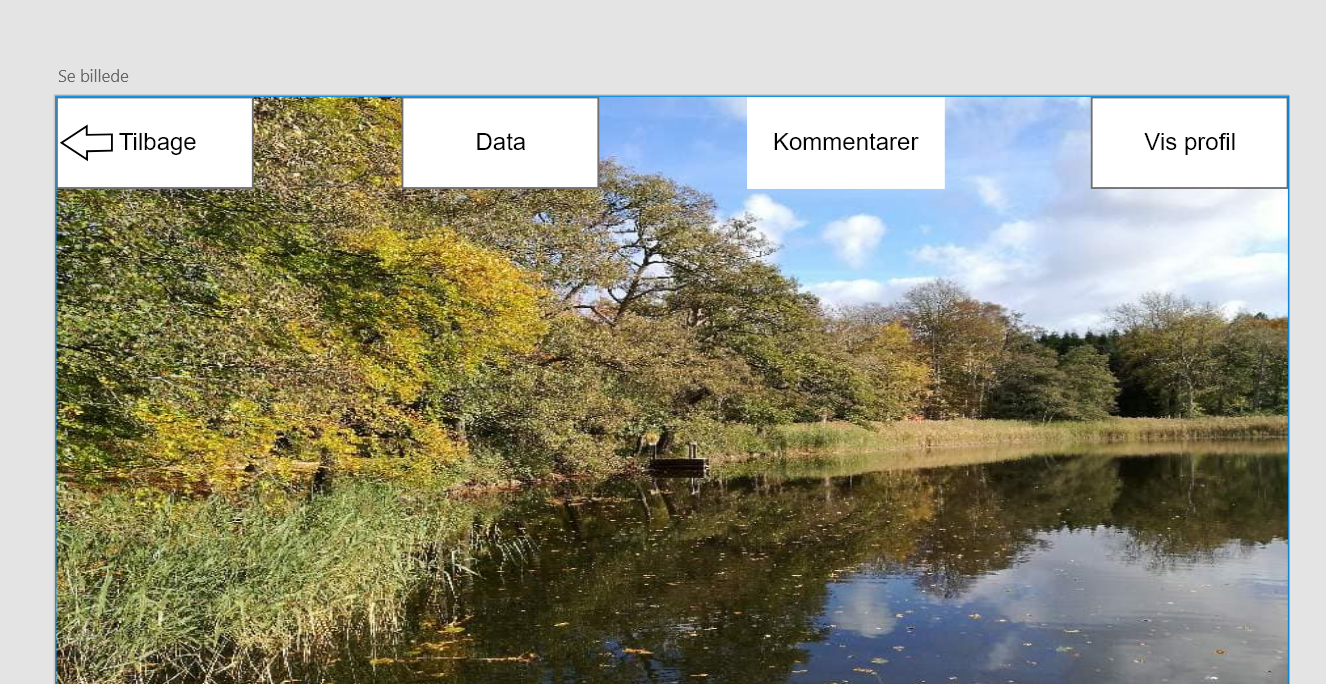 Se billede
Tilbage
Data
Kommentarer
Vis profil